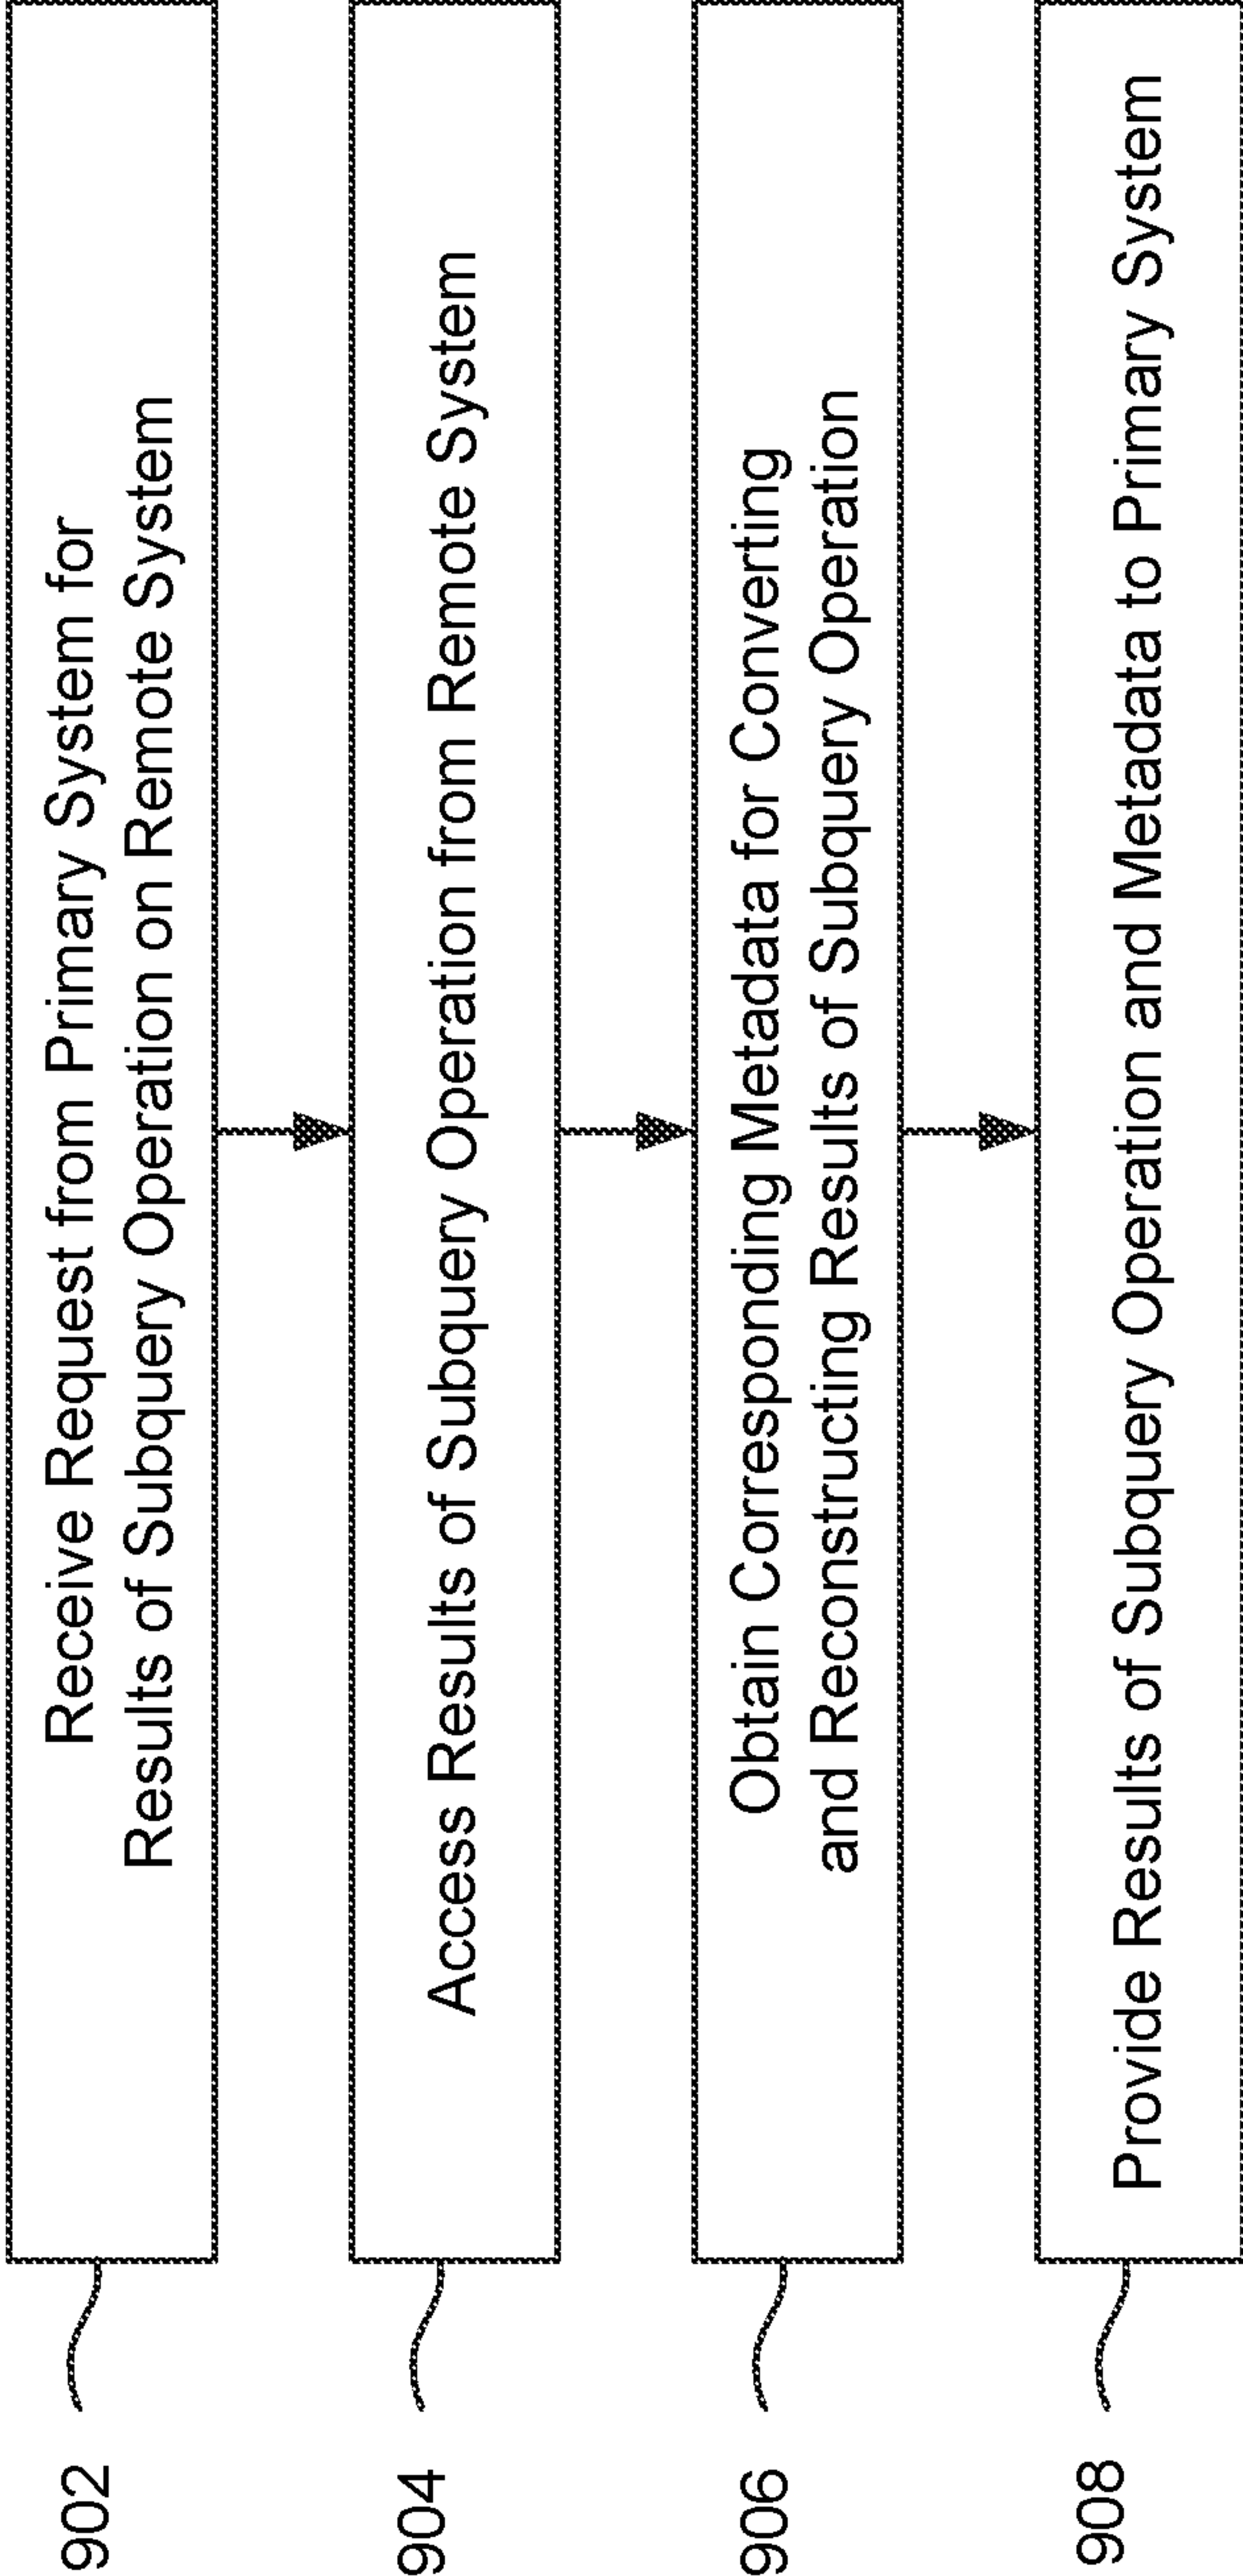 902
Receive Request from Primary System for
Results of Subquery Operation on Remote System
904
Access Results of Subquery Operation from Remote System
906
Obtain Corresponding Metadata for Converting
and Reconstructing Results of Subquery Operation
908
Provide Results of Subquery Operation and Metadata to Primary System